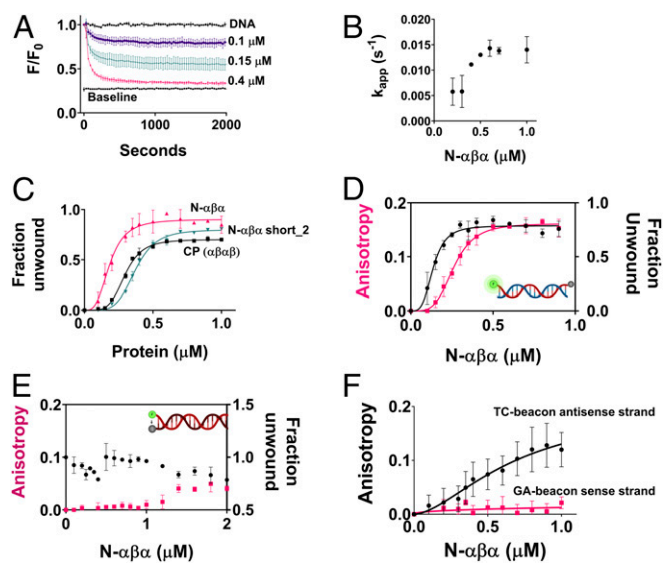 A
F/F0
1.0
0.5
0.0
DNA
0.1 μM
0.15 μM
0.4 μM
Baseline
0 1000 2000
Seconds
B
kapp (s-1)
0.020
0.015
0.010
0.005
0.000
0.0 0.5 1.0
N-αβα (μM)
C
Fraction unwound
1.0
0.5
0.0
N-αβα
N-αβα short_2
CP (αβαβ)
0.0 0.5 1.0
Protein (μM)
D
Anisotropy
0.2
0.1
0.0
1.0
0.8
0.6
0.4
0.2
0.0
Fraction Unwound
0.0 0.5 1.0
N-αβα (μM)
E
Anisotropy
0.2
0.1
0.0
1.5
1.0
0.5
Fraction unwound
0 1 2
N-αβα (μM)
F
Anisotropy
0.2
0.1
0.0
TC-beacon antisense strand
GA-beacon sense strand
0.0 0.5 1.0
N-αβα (μM)